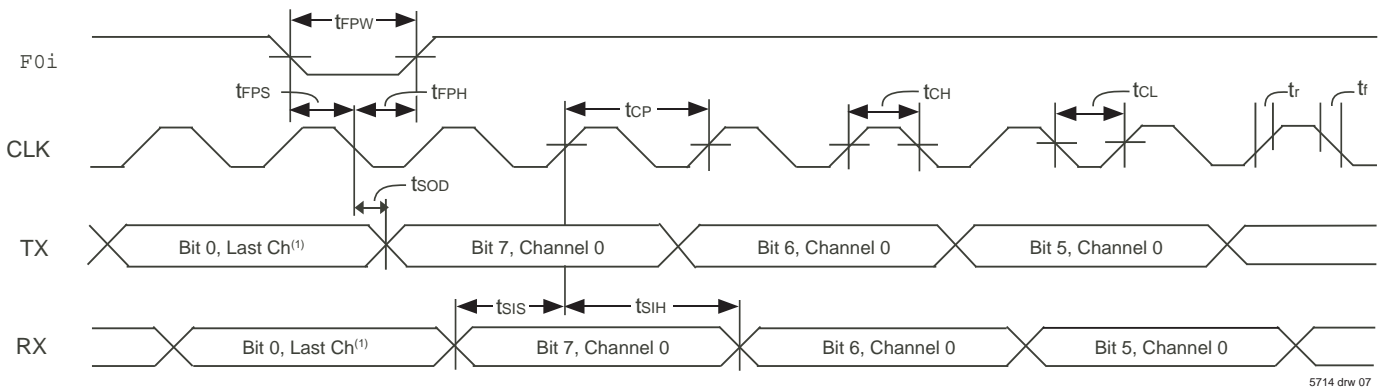 tFPW
F0i
tFPS
tFPH
tCP
tCH
tCL
tr
tf
CLK
tSOD
TX
Bit 0, Last Ch(1)
Bit 7, Channel 0
Bit 6, Channel 0
Bit 5, Channel 0
tSIS
tSIH
RX
Bit 0, Last Ch(1)
Bit 7, Channel 0
Bit 6, Channel 0
Bit 5, Channel 0
5714 drw 07